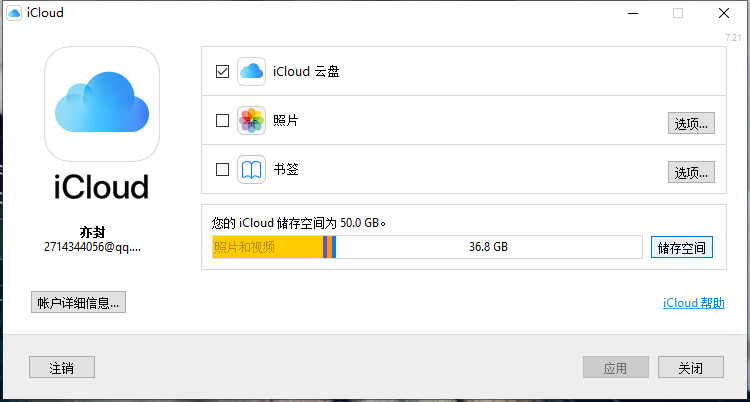 iCloud
7.21
iCloud 云盘
照片
选项...
书签
选项...
iCloud
亦封
2714344056@qq....
您的 iCloud 储存空间为 50.0 GB。
照片和视频
36.8 GB
储存空间
帐户详细信息...
iCloud 帮助
注销
应用
关闭